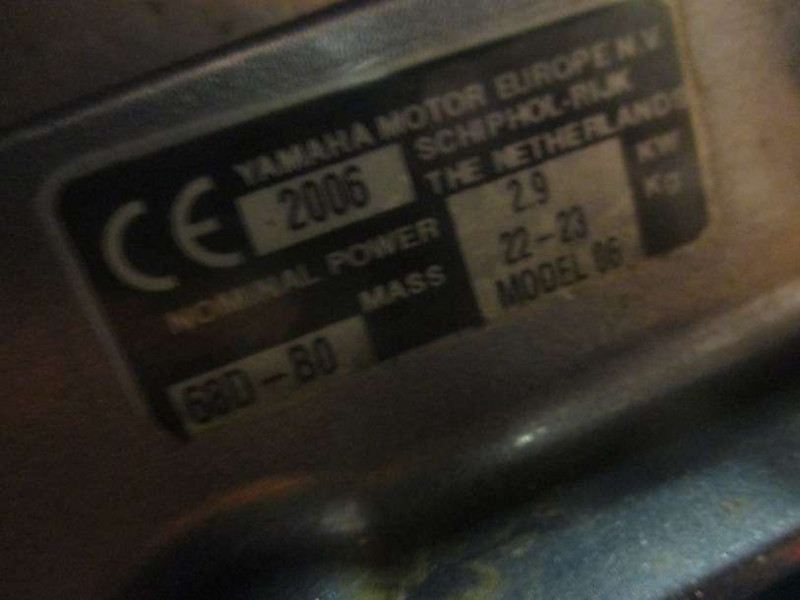 YAMAHA MOTOR EUROPE N.V.
SCHIPHOL-RIJK
THE NETHERLANDS
CE 2006
NOMINAL POWER 2.9 KW
MASS 22-23 Kg
MODEL 06
68D-B0